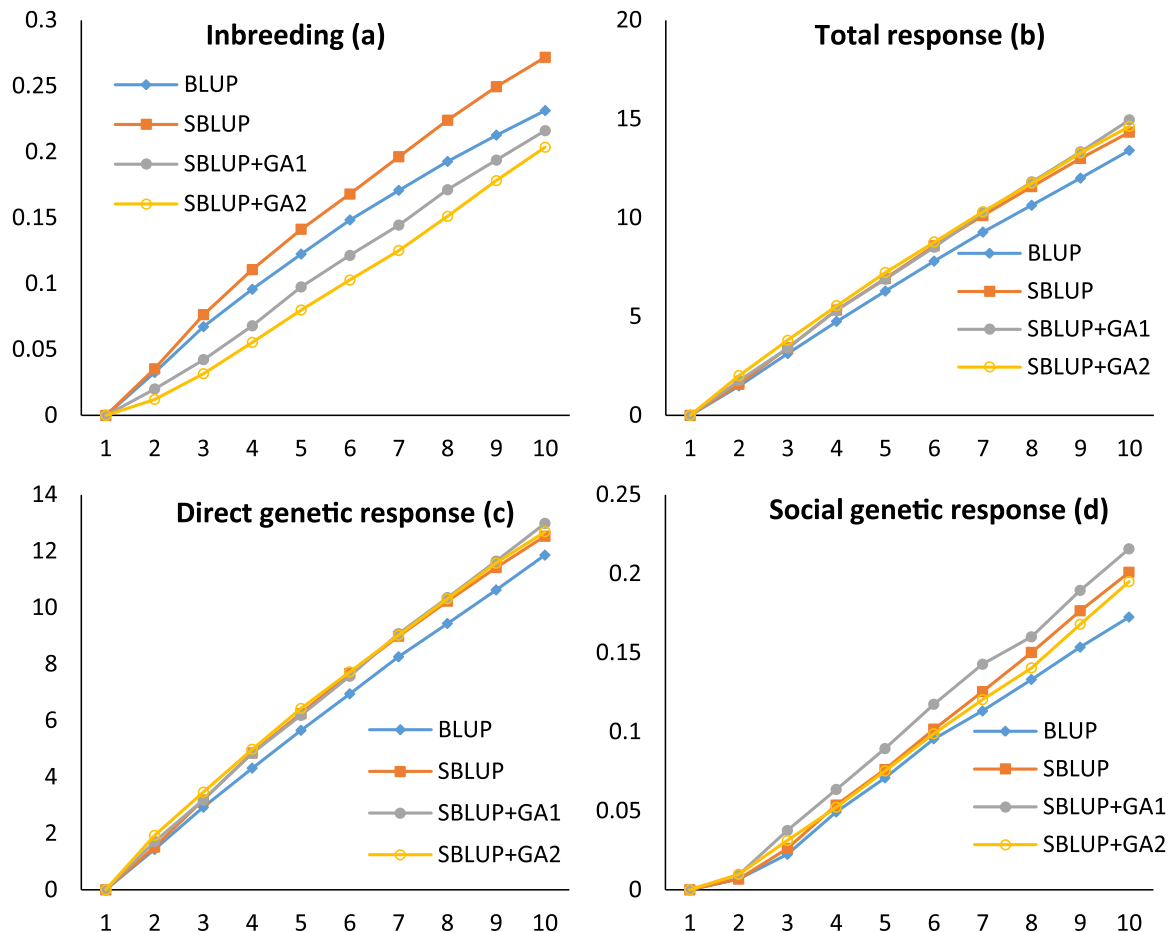 Inbreeding (a)
0.3
0.25
0.2
0.15
0.1
0.05
0
BLUP
SBLUP
SBLUP+GA1
SBLUP+GA2
1 2 3 4 5 6 7 8 9 10
Total response (b)
20
15
10
5
0
BLUP
SBLUP
SBLUP+GA1
SBLUP+GA2
1 2 3 4 5 6 7 8 9 10
Direct genetic response (c)
14
12
10
8
6
4
2
0
BLUP
SBLUP
SBLUP+GA1
SBLUP+GA2
1 2 3 4 5 6 7 8 9 10
Social genetic response (d)
0.25
0.2
0.15
0.1
0.05
0
BLUP
SBLUP
SBLUP+GA1
SBLUP+GA2
1 2 3 4 5 6 7 8 9 10